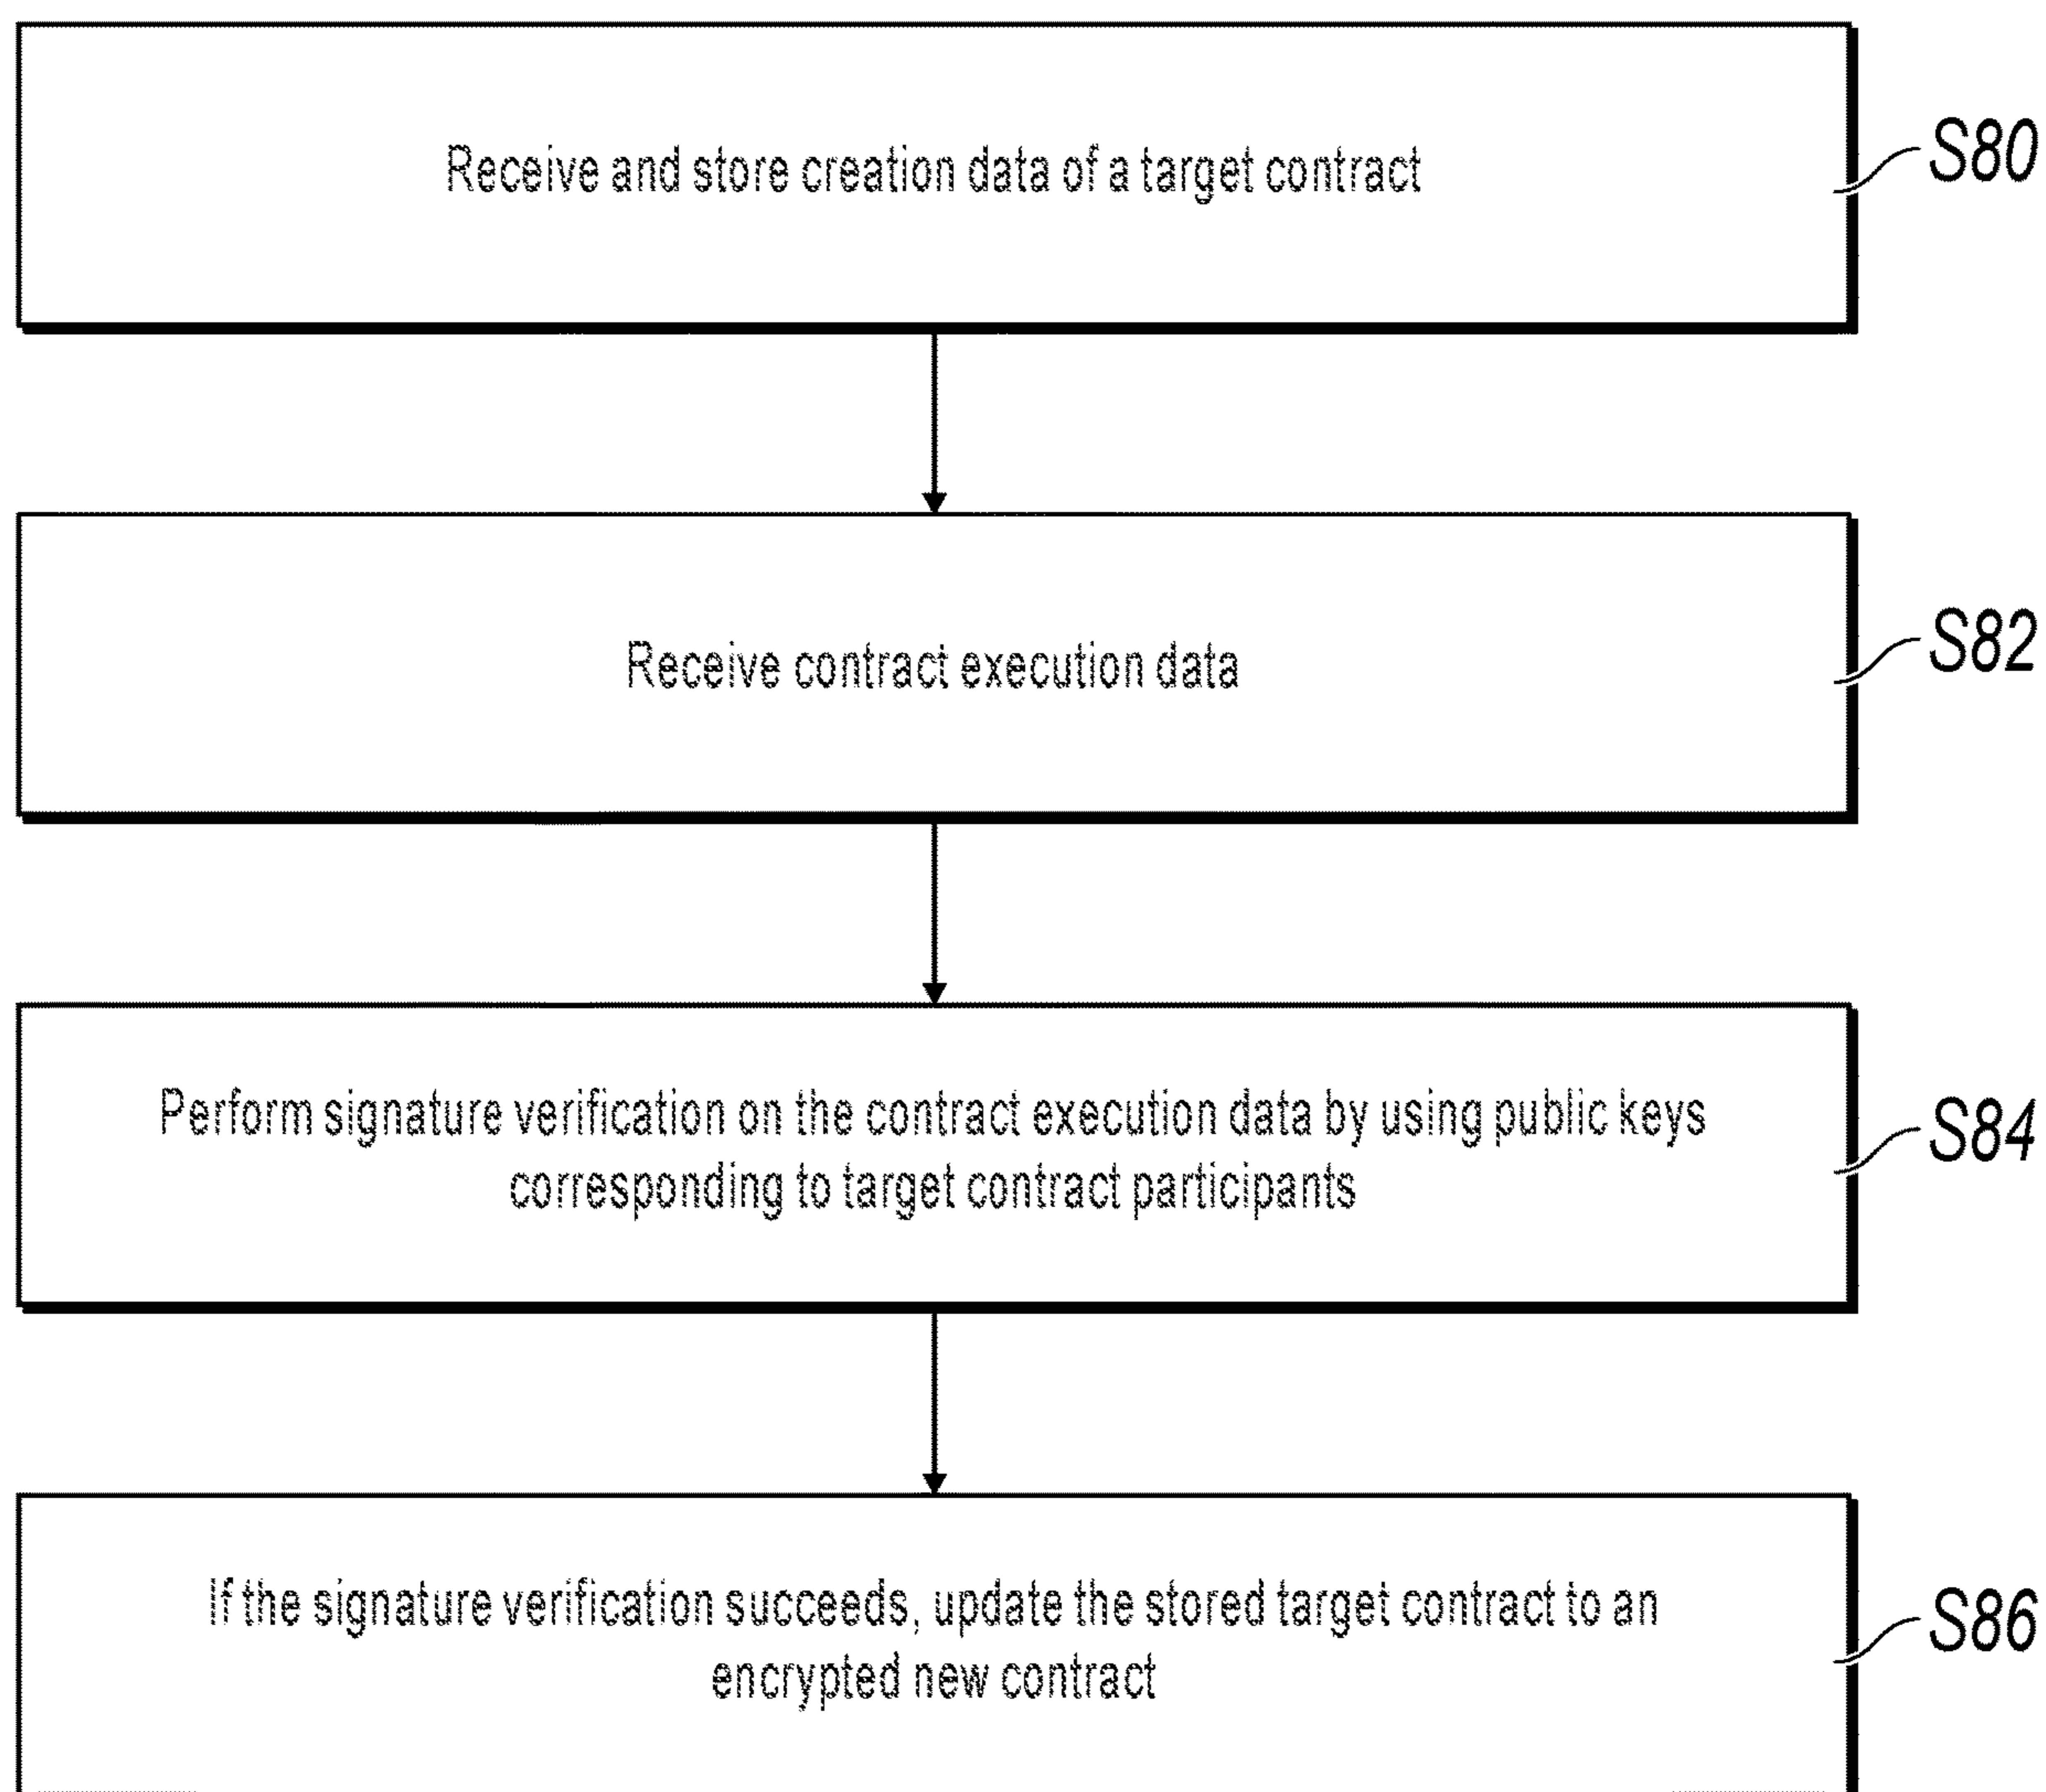 Receive and store creation data of a target contract
S80
Receive contract execution data
S82
Perform signature verification on the contract execution data by using public keys
corresponding to target contract participants
S84
If the signature verification succeeds, update the stored target contract to an
encrypted new contract
S86